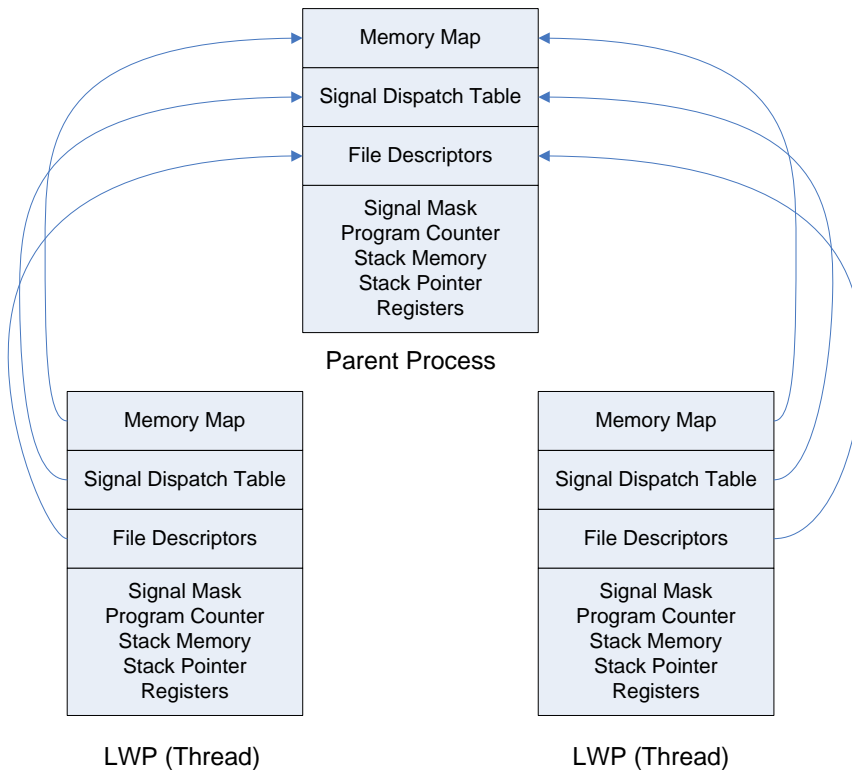 Memory Map
Signal Dispatch Table
File Descriptors
Signal Mask
Program Counter
Stack Memory
Stack Pointer
Registers
Parent Process
Memory Map
Signal Dispatch Table
File Descriptors
Signal Mask
Program Counter
Stack Memory
Stack Pointer
Registers
LWP (Thread)
Memory Map
Signal Dispatch Table
File Descriptors
Signal Mask
Program Counter
Stack Memory
Stack Pointer
Registers
LWP (Thread)